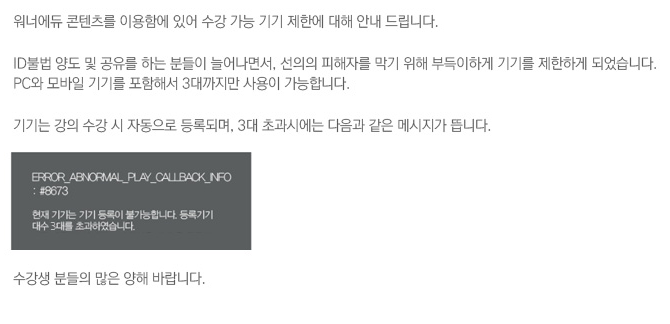 워너에듀 콘텐츠를 이용함에 있어 수강 가능 기기 제한에 대해 안내 드립니다.
ID불법 양도 및 공유를 하는 분들이 늘어나면서, 선의의 피해자를 막기 위해 부득이하게 기기를 제한하게 되었습니다.
PC와 모바일 기기를 포함해서 3대까지만 사용이 가능합니다.
기기는 강의 수강 시 자동으로 등록되며, 3대 초과시에는 다음과 같은 메시지가 뜹니다.
ERROR_ABNORMAL_PLAY_CALLBACK_INFO
: #8673
현재 기기는 기기 등록이 불가능합니다. 등록기기
대수 3대를 초과하였습니다.
수강생 분들의 많은 양해 바랍니다.